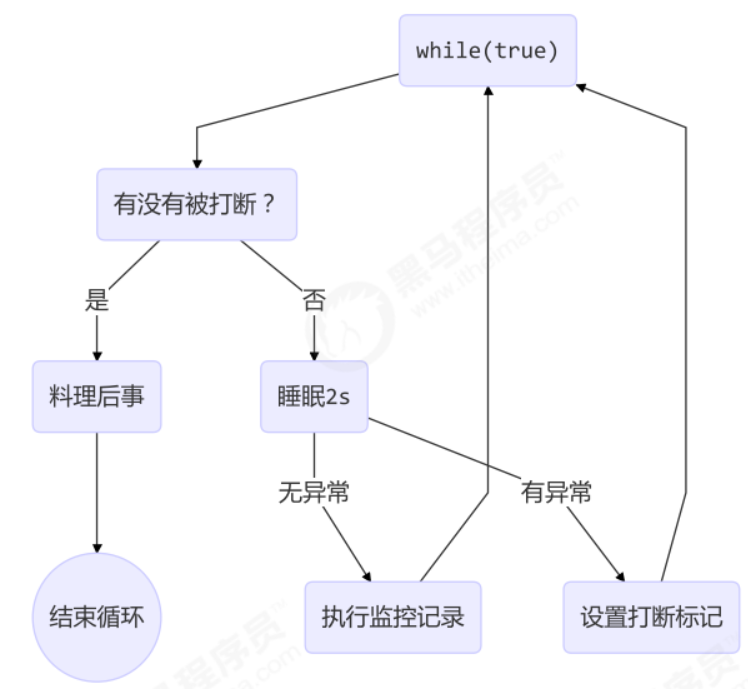 while(true)
有没有被打断？
是
否
料理后事
睡眠2s
无异常
有异常
结束循环
执行监控记录
设置打断标记
黑马程序员™
www.itheima.com